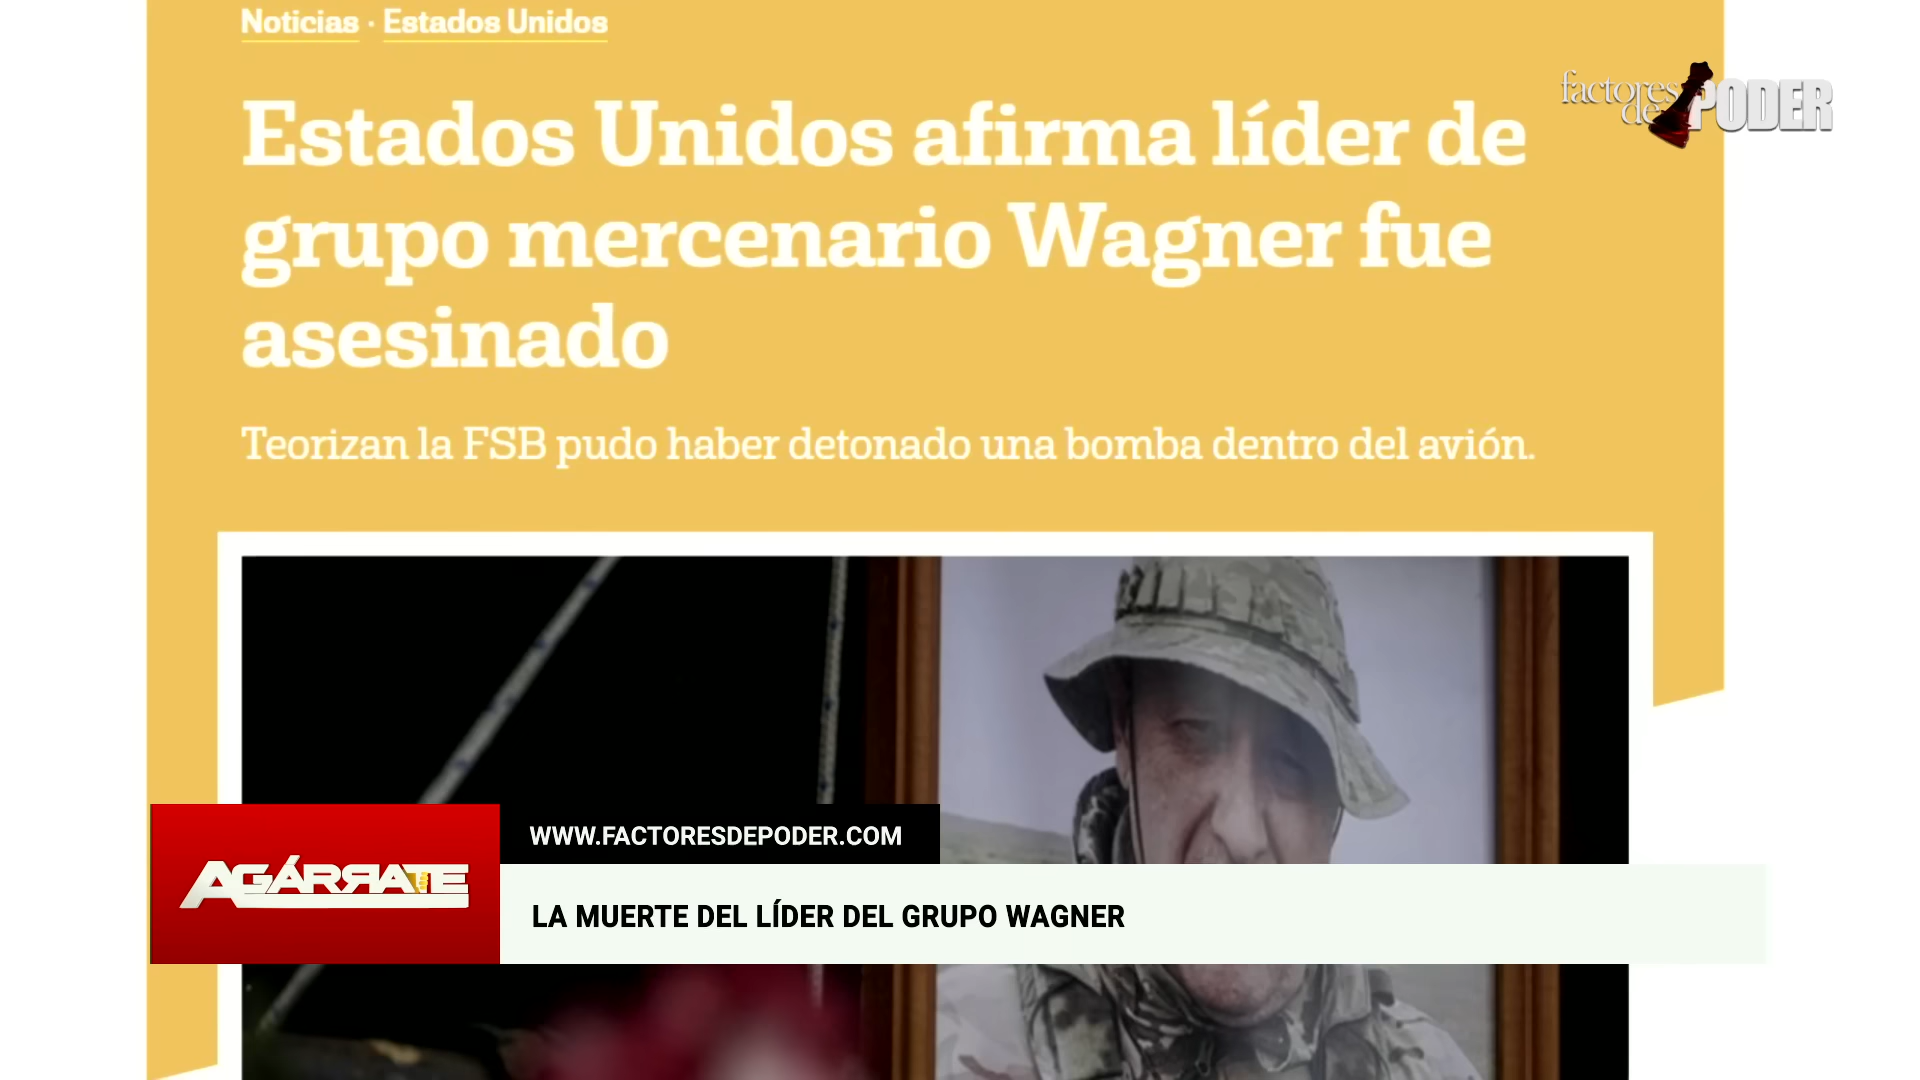 Noticias · Estados Unidos
factores de PODER
Estados Unidos afirma líder de
grupo mercenario Wagner fue
asesinado
Teorizan la FSB pudo haber detonado una bomba dentro del avión.
WWW.FACTORESDEPODER.COM
AGÁRRATE
LA MUERTE DEL LÍDER DEL GRUPO WAGNER